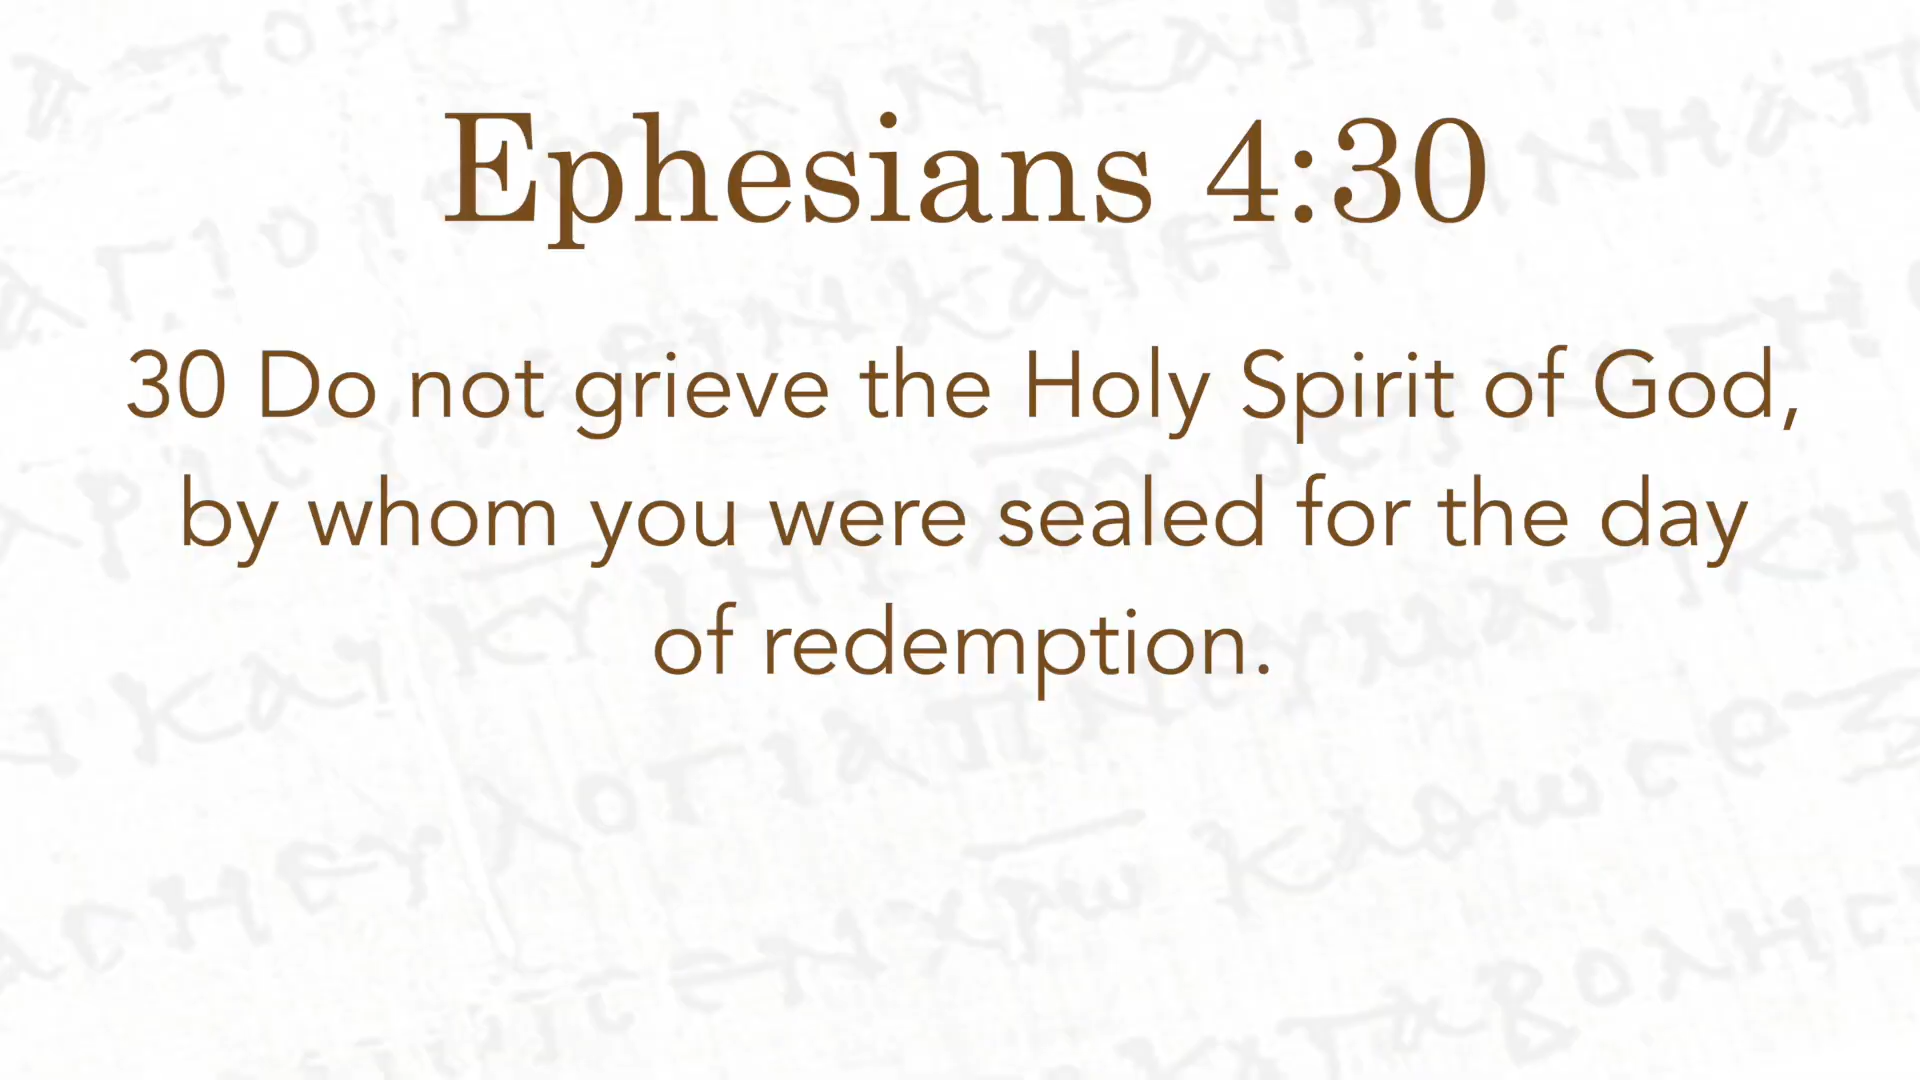 Ephesians 4:30
30 Do not grieve the Holy Spirit of God,
by whom you were sealed for the day
of redemption.